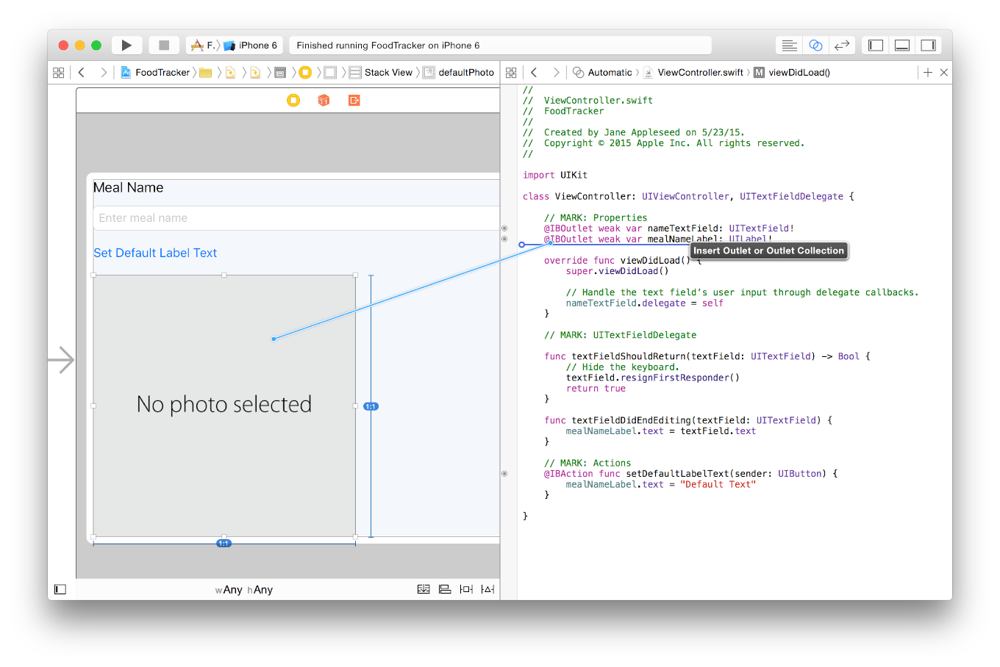 F. iPhone 6
Finished running FoodTracker on iPhone 6
FoodTracker Stack View defaultPhoto
Automatic ViewController.swift M viewDidLoad()
Meal Name
Enter meal name
Set Default Label Text
No photo selected
1:1
1:1
wAny hAny
//
// ViewController.swift
// FoodTracker
//
// Created by Jane Appleseed on 5/23/15.
// Copyright © 2015 Apple Inc. All rights reserved.
//
import UIKit
class ViewController: UIViewController, UITextFieldDelegate {
// MARK: Properties
@IBOutlet weak var nameTextField: UITextField!
@IBOutlet weak var mealNameLabel: UILabel!
Insert Outlet or Outlet Collection
override func viewDidLoad() {
super.viewDidLoad()
// Handle the text field’s user input through delegate callbacks.
nameTextField.delegate = self
}
// MARK: UITextFieldDelegate
func textFieldShouldReturn(textField: UITextField) -> Bool {
// Hide the keyboard.
textField.resignFirstResponder()
return true
}
func textFieldDidEndEditing(textField: UITextField) {
mealNameLabel.text = textField.text
}
// MARK: Actions
@IBAction func setDefaultLabelText(sender: UIButton) {
mealNameLabel.text = "Default Text"
}
}